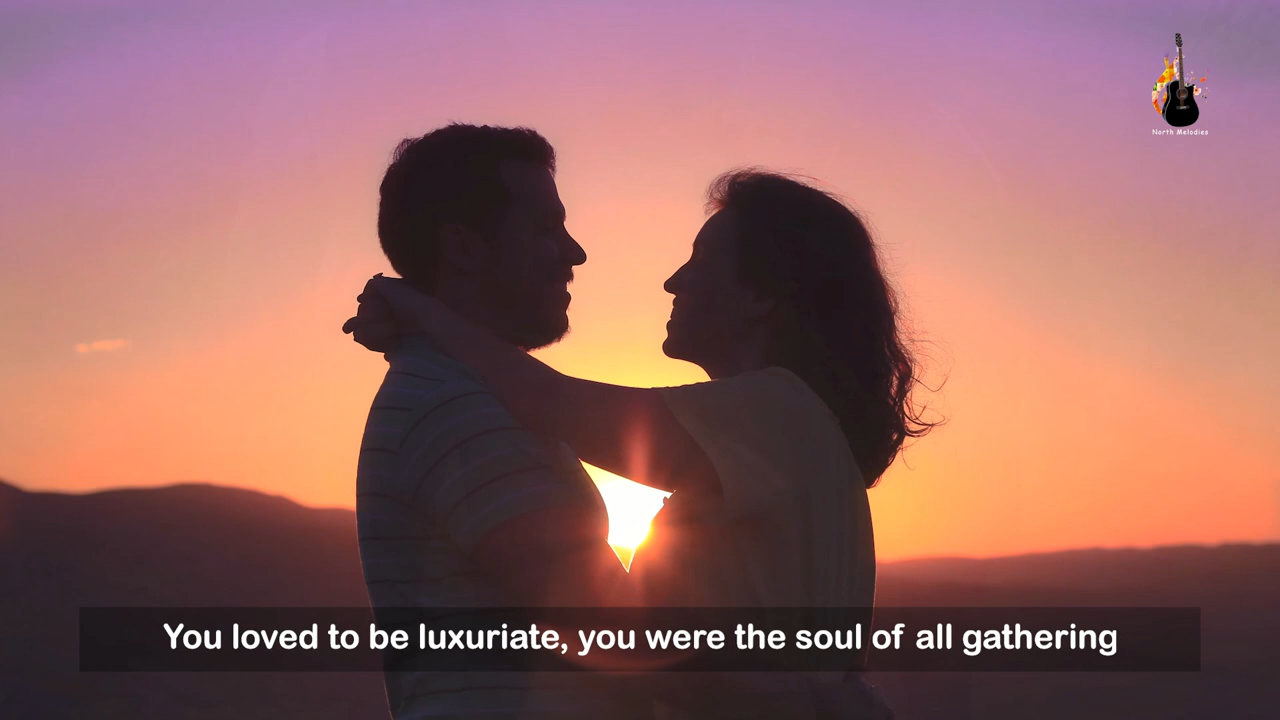 North Melodies
You loved to be luxuriate, you were the soul of all gathering